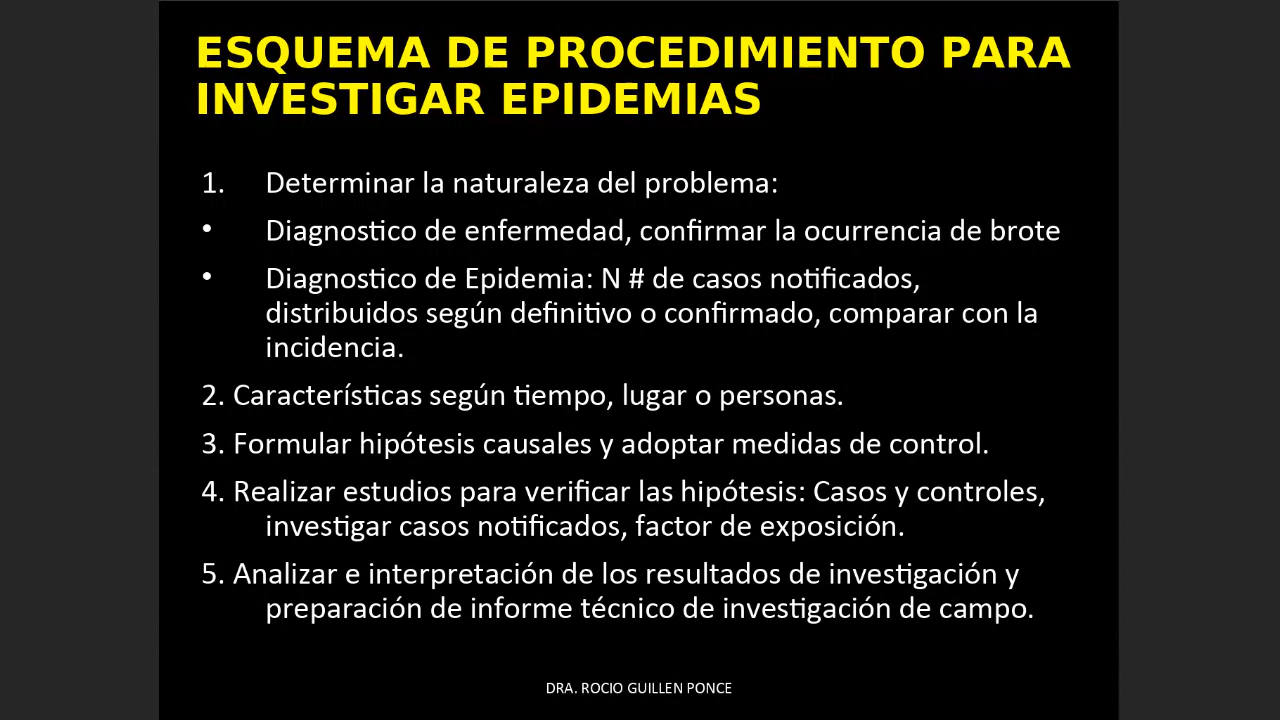 ESQUEMA DE PROCEDIMIENTO PARA
INVESTIGAR EPIDEMIAS
1. Determinar la naturaleza del problema:
• Diagnostico de enfermedad, confirmar la ocurrencia de brote
• Diagnostico de Epidemia: N # de casos notificados,
distribuidos según definitivo o confirmado, comparar con la
incidencia.
2. Características según tiempo, lugar o personas.
3. Formular hipótesis causales y adoptar medidas de control.
4. Realizar estudios para verificar las hipótesis: Casos y controles,
investigar casos notificados, factor de exposición.
5. Analizar e interpretación de los resultados de investigación y
preparación de informe técnico de investigación de campo.
DRA. ROCIO GUILLEN PONCE